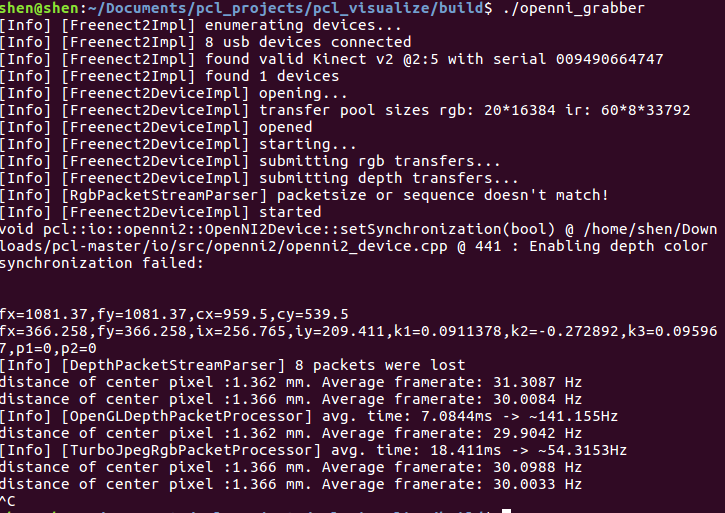 shen@shen:~/Documents/pcl_projects/pcl_visualize/build$ ./openni_grabber
[Info] [Freenect2Impl] enumerating devices...
[Info] [Freenect2Impl] 8 usb devices connected
[Info] [Freenect2Impl] found valid Kinect v2 @2:5 with serial 009490664747
[Info] [Freenect2Impl] found 1 devices
[Info] [Freenect2DeviceImpl] opening...
[Info] [Freenect2DeviceImpl] transfer pool sizes rgb: 20*16384 ir: 60*8*33792
[Info] [Freenect2DeviceImpl] opened
[Info] [Freenect2DeviceImpl] starting...
[Info] [Freenect2DeviceImpl] submitting rgb transfers...
[Info] [Freenect2DeviceImpl] submitting depth transfers...
[Info] [RgbPacketStreamParser] packetsize or sequence doesn't match!
[Info] [Freenect2DeviceImpl] started
void pcl::io::openni2::OpenNI2Device::setSynchronization(bool) @ /home/shen/Down
loads/pcl-master/io/src/openni2/openni2_device.cpp @ 441 : Enabling depth color
synchronization failed:
fx=1081.37,fy=1081.37,cx=959.5,cy=539.5
fx=366.258,fy=366.258,ix=256.765,iy=209.411,k1=0.0911378,k2=-0.272892,k3=0.09596
7,p1=0,p2=0
[Info] [DepthPacketStreamParser] 8 packets were lost
distance of center pixel :1.362 mm. Average framerate: 31.3087 Hz
distance of center pixel :1.366 mm. Average framerate: 30.0084 Hz
[Info] [OpenGLDepthPacketProcessor] avg. time: 7.0844ms -> ~141.155Hz
distance of center pixel :1.362 mm. Average framerate: 29.9042 Hz
[Info] [TurboJpegRgbPacketProcessor] avg. time: 18.411ms -> ~54.3153Hz
distance of center pixel :1.366 mm. Average framerate: 30.0988 Hz
distance of center pixel :1.366 mm. Average framerate: 30.0033 Hz
^C